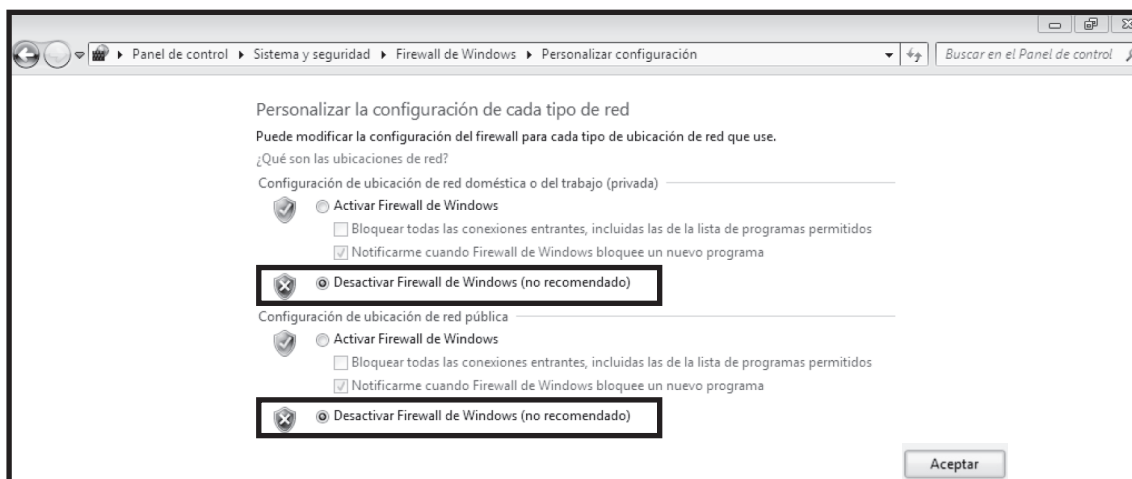 Panel de control ▸ Sistema y seguridad ▸ Firewall de Windows ▸ Personalizar configuración
Buscar en el Panel de control
Personalizar la configuración de cada tipo de red
Puede modificar la configuración del firewall para cada tipo de ubicación de red que use.
¿Qué son las ubicaciones de red?
Configuración de ubicación de red doméstica o del trabajo (privada)
Activar Firewall de Windows
Bloquear todas las conexiones entrantes, incluidas las de la lista de programas permitidos
Notificarme cuando Firewall de Windows bloquee un nuevo programa
Desactivar Firewall de Windows (no recomendado)
Configuración de ubicación de red pública
Activar Firewall de Windows
Bloquear todas las conexiones entrantes, incluidas las de la lista de programas permitidos
Notificarme cuando Firewall de Windows bloquee un nuevo programa
Desactivar Firewall de Windows (no recomendado)
Aceptar